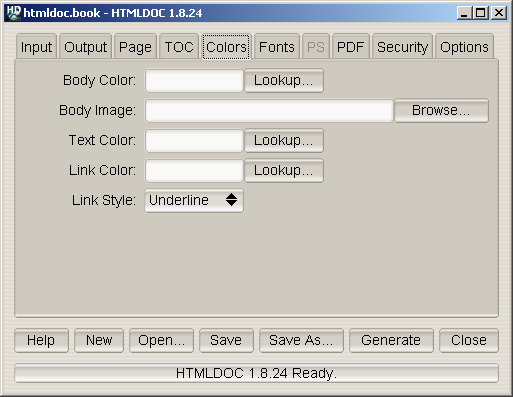 HD htmldoc.book - HTMLDOC 1.8.24
Input Output Page TOC Colors Fonts PS PDF Security Options
Body Color: Lookup...
Body Image: Browse...
Text Color: Lookup...
Link Color: Lookup...
Link Style: Underline
Help New Open... Save Save As... Generate Close
HTMLDOC 1.8.24 Ready.